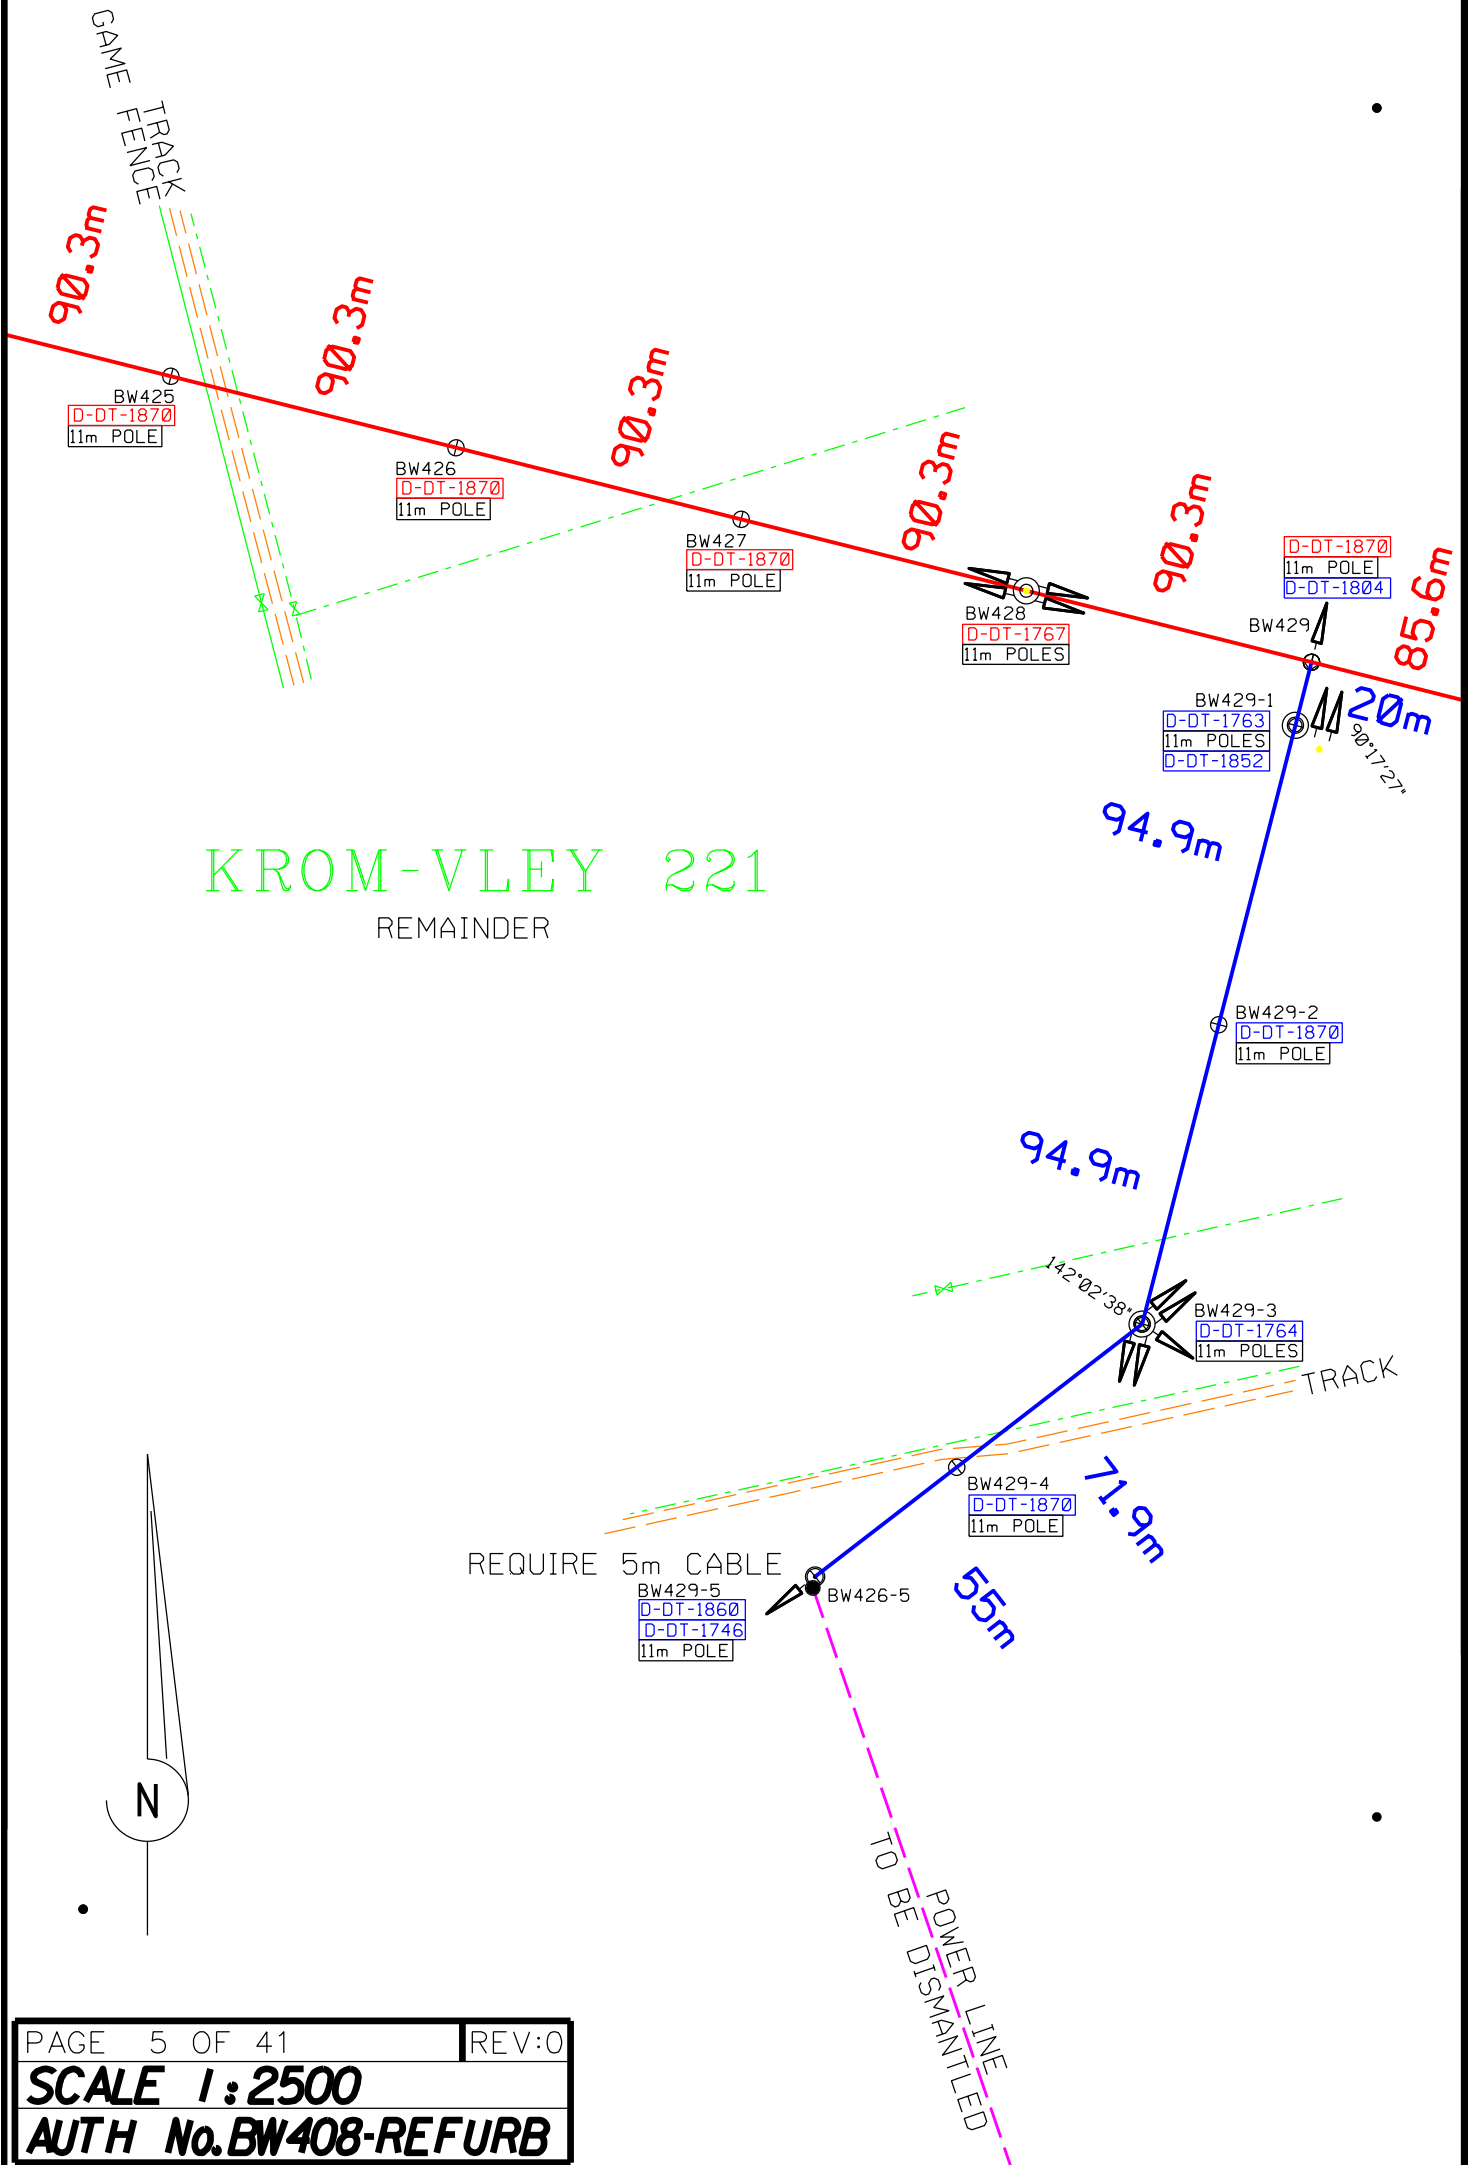 GAME FENCE
TRACK
90.3m
90.3m
90.3m
90.3m
90.3m
85.6m
BW425
D-DT-1870
11m POLE
BW426
D-DT-1870
11m POLE
BW427
D-DT-1870
11m POLE
BW428
D-DT-1767
11m POLES
D-DT-1870
11m POLE
D-DT-1804
BW429
BW429-1
D-DT-1763
11m POLES
D-DT-1852
20m
90°17'27"
94.9m
KROM-VLEY 221
REMAINDER
BW429-2
D-DT-1870
11m POLE
94.9m
142°02'38"
BW429-3
D-DT-1764
11m POLES
TRACK
BW429-4
D-DT-1870
11m POLE
71.9m
REQUIRE 5m CABLE
BW429-5
D-DT-1860
D-DT-1746
11m POLE
BW426-5
55m
N
POWER LINE
TO BE DISMANTLED
PAGE 5 OF 41
REV:0
SCALE 1:2500
AUTH No.BW408-REFURB